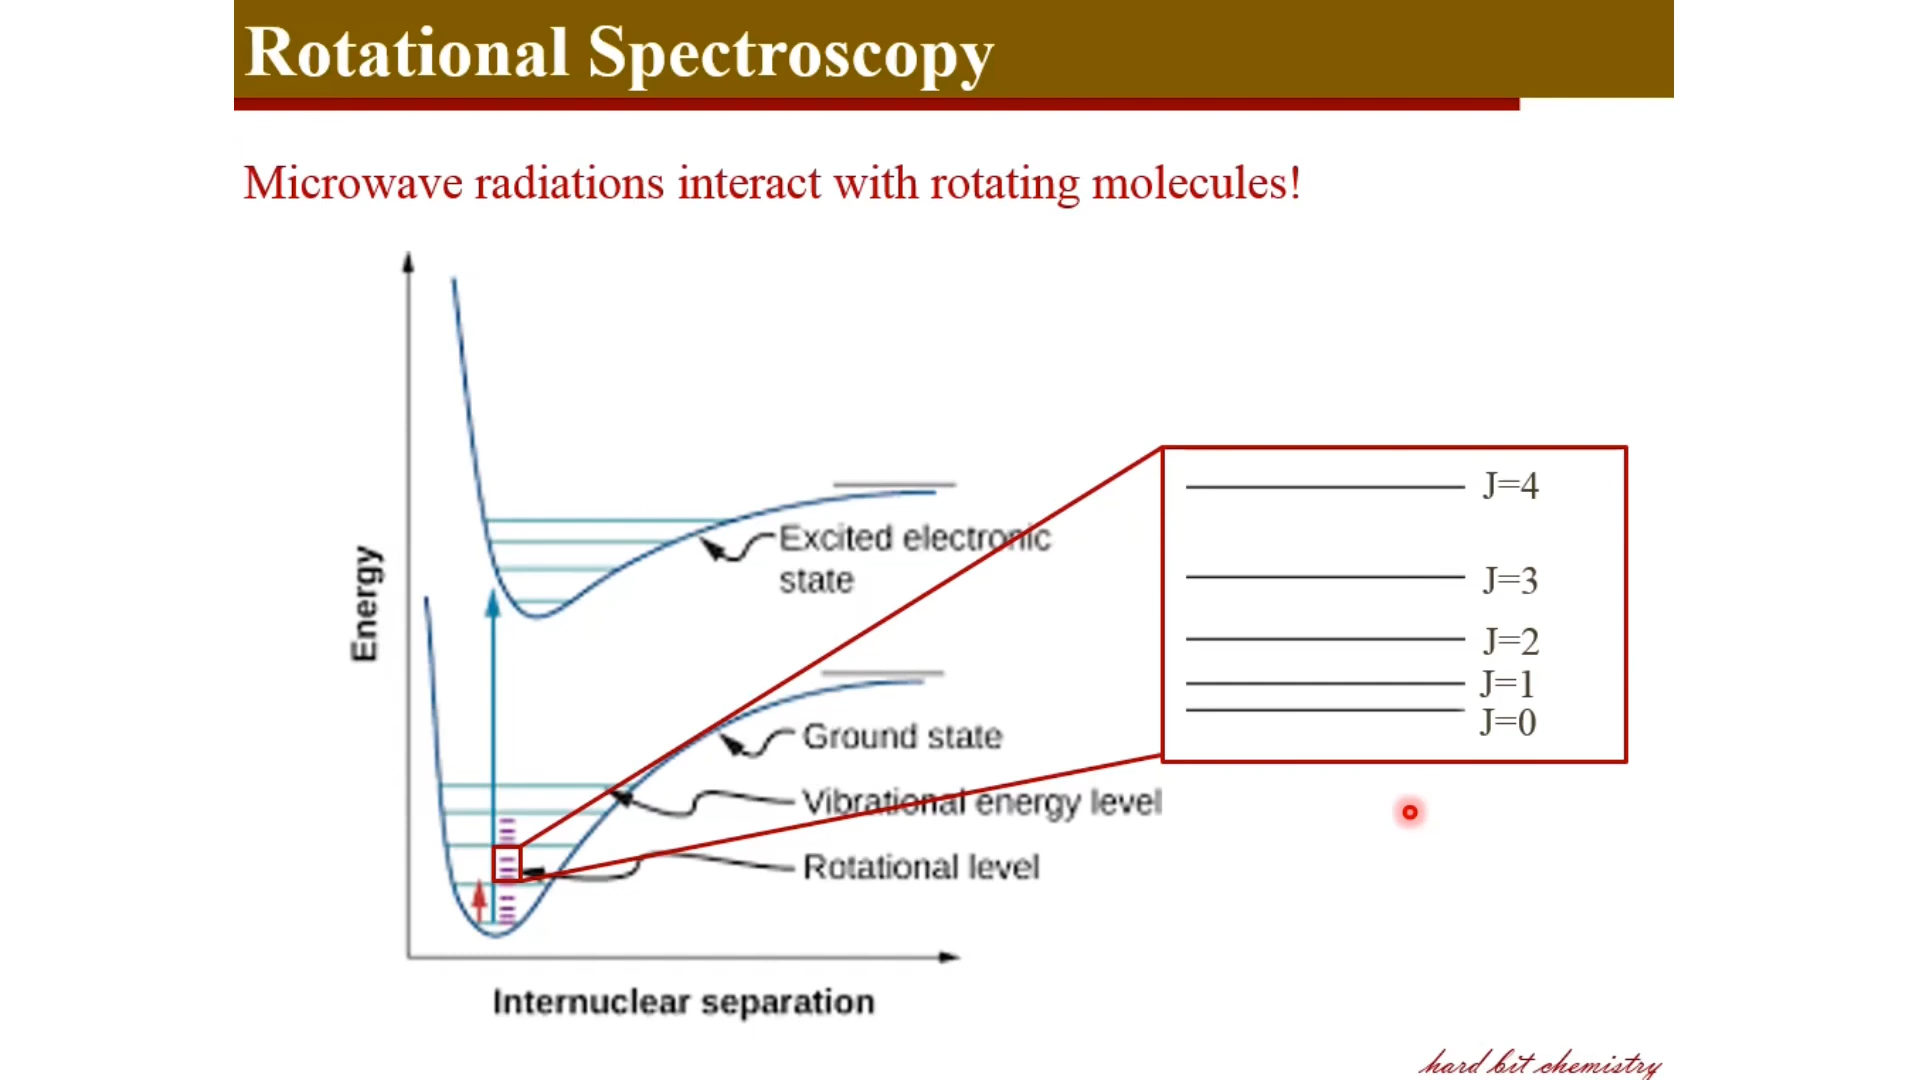 Rotational Spectroscopy
Microwave radiations interact with rotating molecules!
Energy
Excited electronic
state
Ground state
Vibrational energy level
Rotational level
Internuclear separation
J=4
J=3
J=2
J=1
J=0
hard bit chemistry